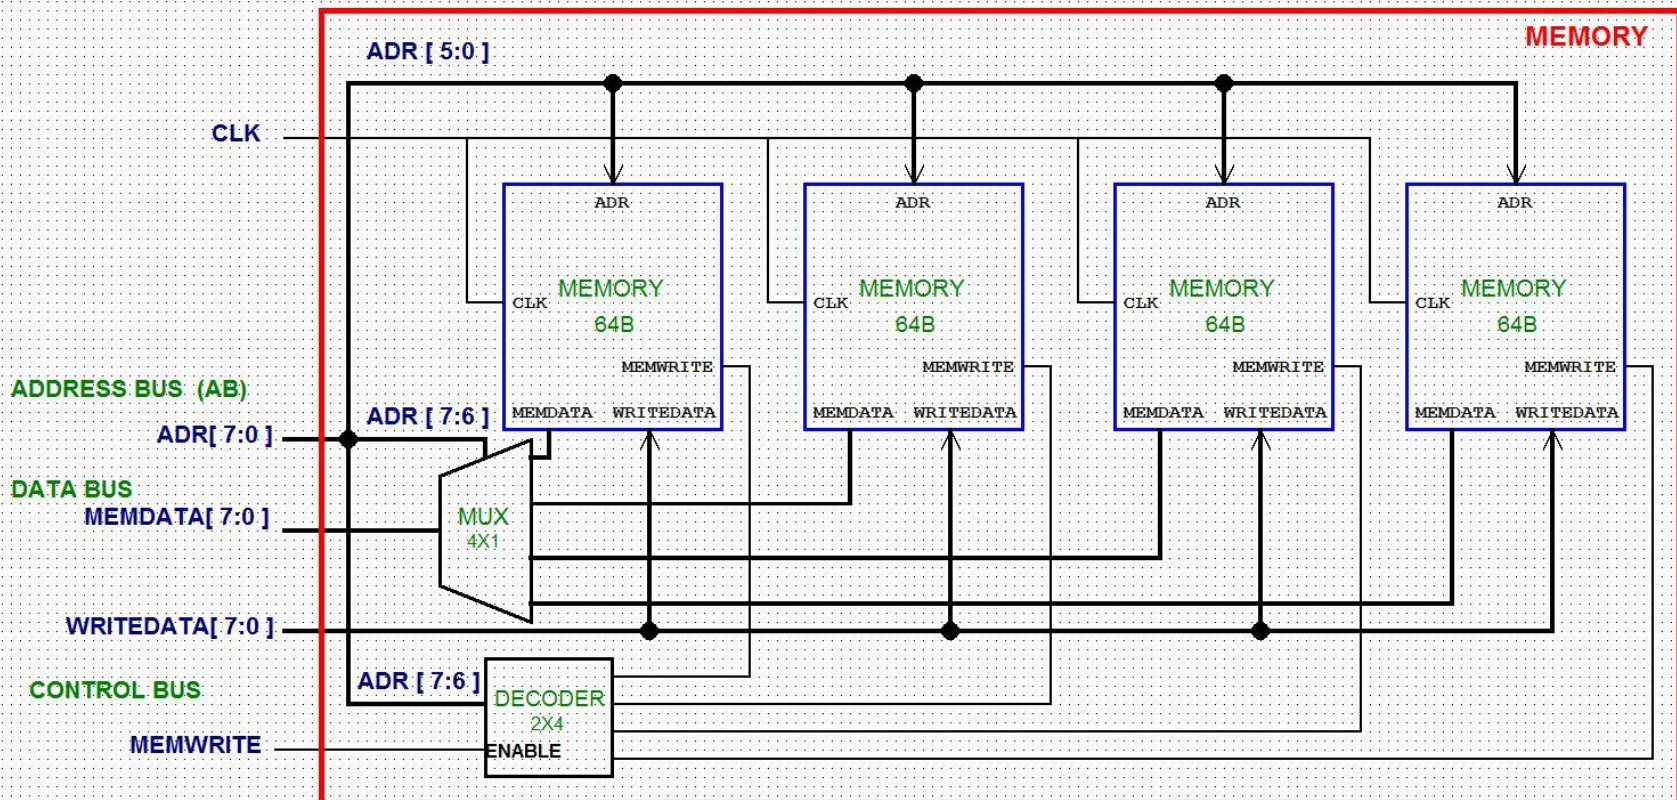 MEMORY
ADR [ 5:0 ]
CLK
ADR
ADR
ADR
ADR
MEMORY
MEMORY
MEMORY
MEMORY
CLK
CLK
CLK
CLK
64B
64B
64B
64B
MEMWRITE
MEMWRITE
MEMWRITE
MEMWRITE
ADDRESS BUS (AB)
ADR [ 7:6 ]
MEMDATA WRITEDATA
MEMDATA WRITEDATA
MEMDATA WRITEDATA
MEMDATA WRITEDATA
ADR[ 7:0 ]
DATA BUS
MEMDATA[ 7:0 ]
MUX
4X1
WRITEDATA[ 7:0 ]
ADR [ 7:6 ]
CONTROL BUS
DECODER
2X4
MEMWRITE
ENABLE